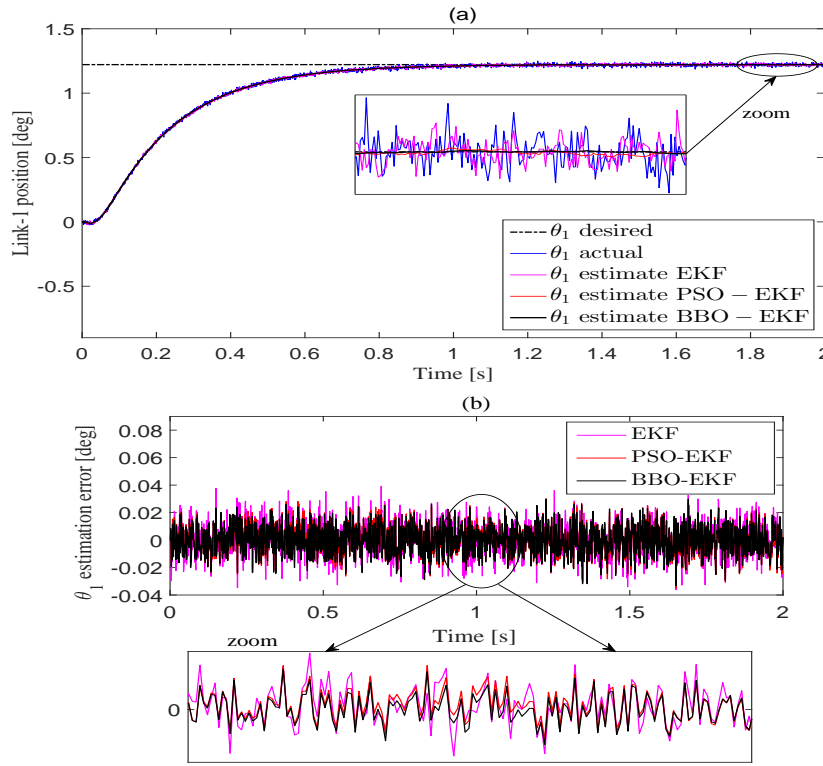 (a)
1.5
1
0.5
0
-0.5
Link-1 position [deg]
zoom
θ1 desired
θ1 actual
θ1 estimate EKF
θ1 estimate PSO − EKF
θ1 estimate BBO − EKF
0 0.2 0.4 0.6 0.8 1 1.2 1.4 1.6 1.8 2
Time [s]
(b)
0.08
0.06
0.04
0.02
0
-0.02
-0.04
θ_1 estimation error [deg]
EKF
PSO-EKF
BBO-EKF
0 0.5 1 1.5 2
Time [s]
zoom
0